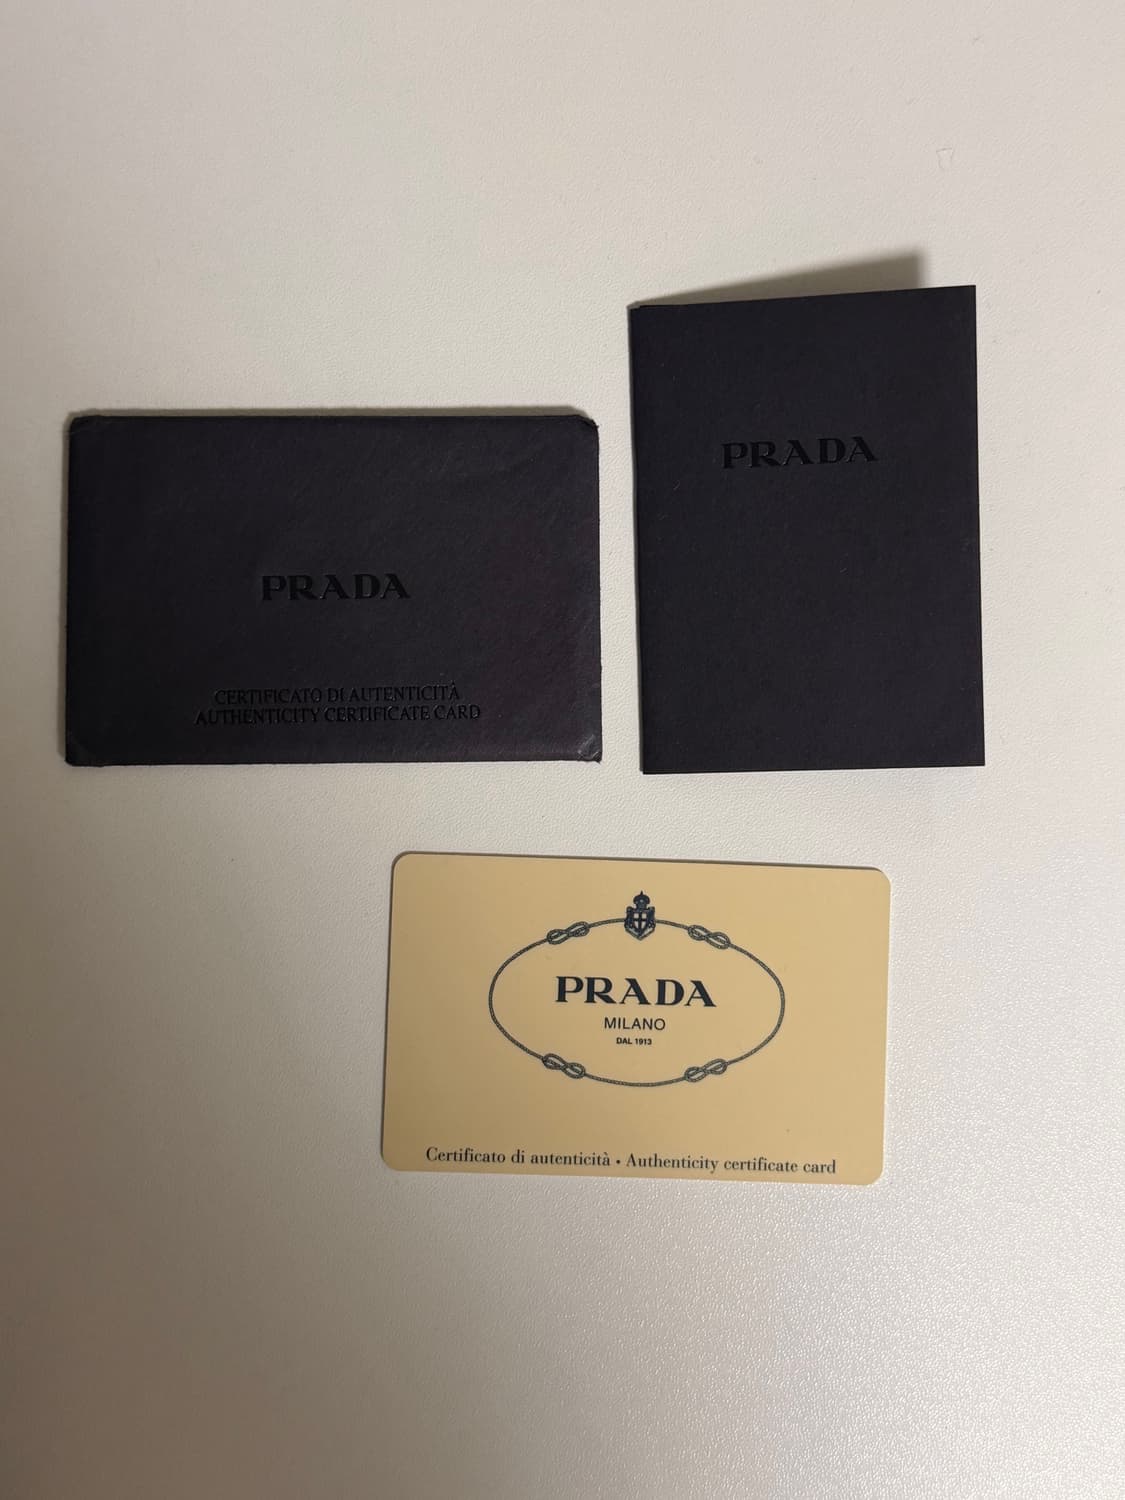 PRADA
CERTIFICATO DI AUTENTICITÀ
AUTHENTICITY CERTIFICATE CARD
PRADA
PRADA
MILANO
DAL 1913
Certificato di autenticità • Authenticity certificate card